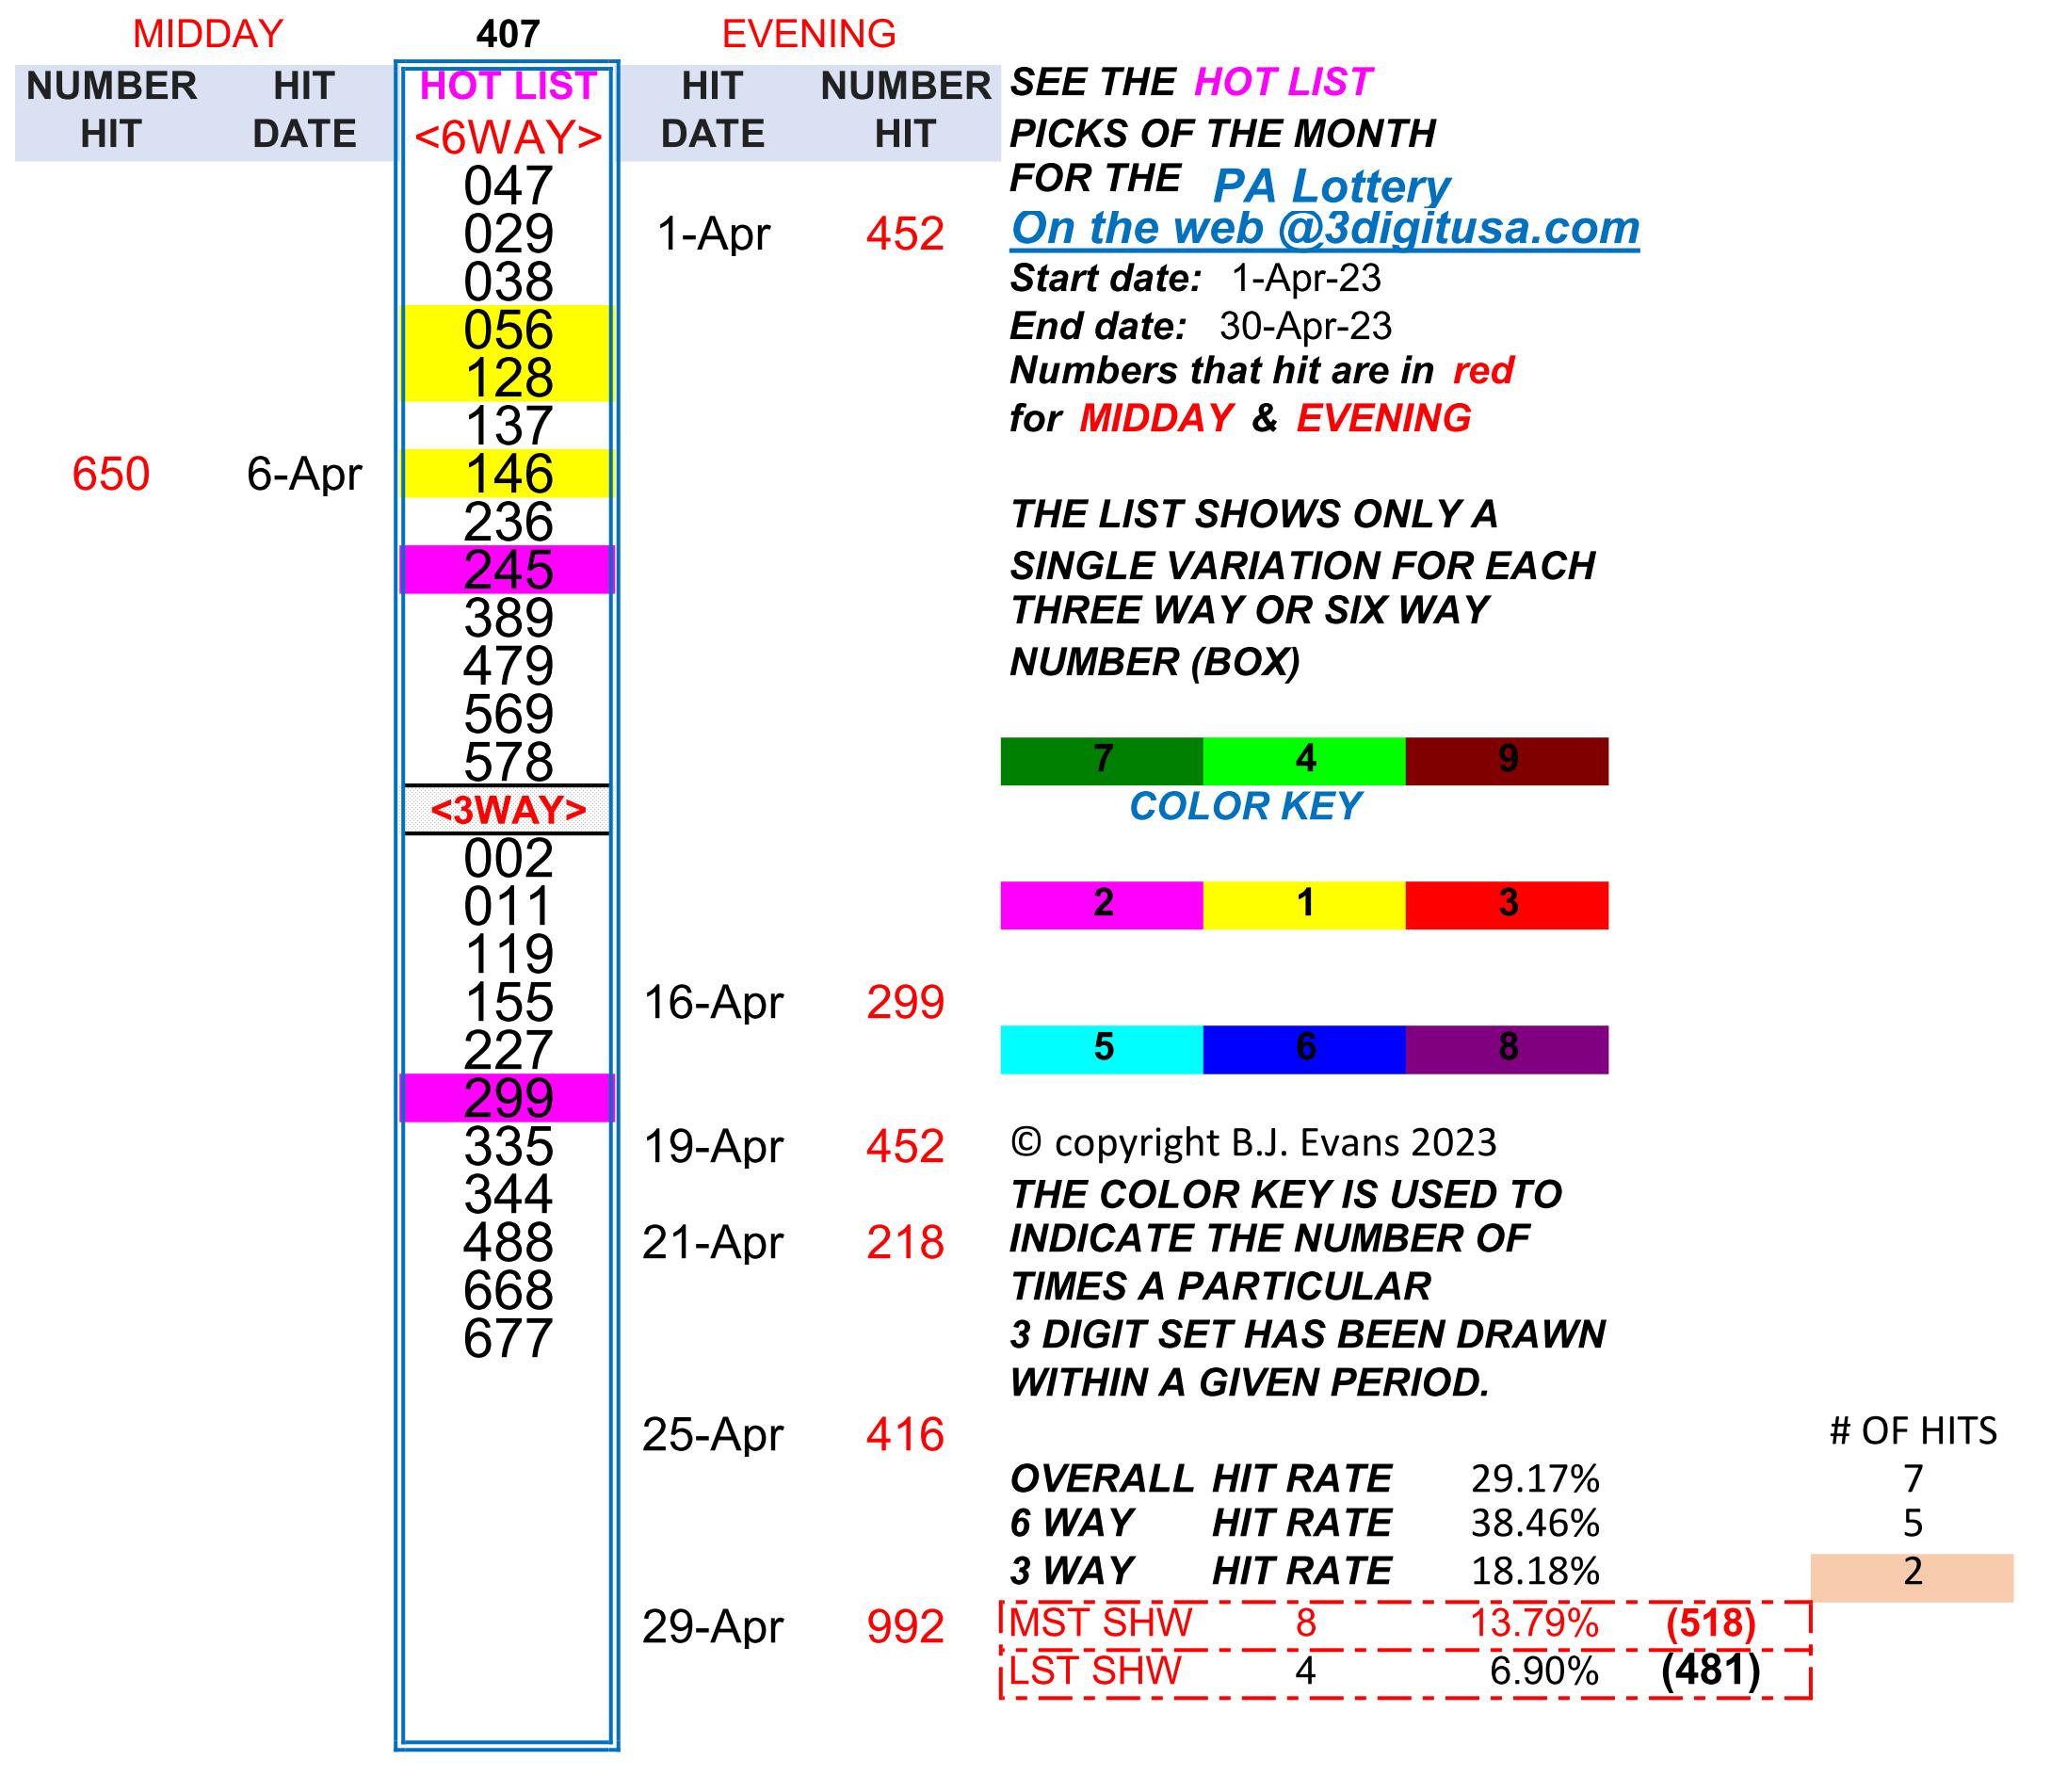 MIDDAY 407 EVENING
NUMBER HIT HOT LIST HIT NUMBER SEE THE HOT LIST
HIT DATE <6WAY> DATE HIT PICKS OF THE MONTH
047 FOR THE PA Lottery
029 1-Apr 452 On the web @3digitusa.com
038 Start date: 1-Apr-23
056 End date: 30-Apr-23
128 Numbers that hit are in red
137 for MIDDAY & EVENING
650 6-Apr 146
236 THE LIST SHOWS ONLY A
245 SINGLE VARIATION FOR EACH
389 THREE WAY OR SIX WAY
479 NUMBER (BOX)
569
578 7 4 9
<3WAY> COLOR KEY
002
011 2 1 3
119
155 16-Apr 299
227 5 6 8
299
335 19-Apr 452 © copyright B.J. Evans 2023
344 THE COLOR KEY IS USED TO
488 21-Apr 218 INDICATE THE NUMBER OF
668 TIMES A PARTICULAR
677 3 DIGIT SET HAS BEEN DRAWN
WITHIN A GIVEN PERIOD.
25-Apr 416 # OF HITS
OVERALL HIT RATE 29.17% 7
6 WAY HIT RATE 38.46% 5
3 WAY HIT RATE 18.18% 2
29-Apr 992 MST SHW 8 13.79% (518)
LST SHW 4 6.90% (481)